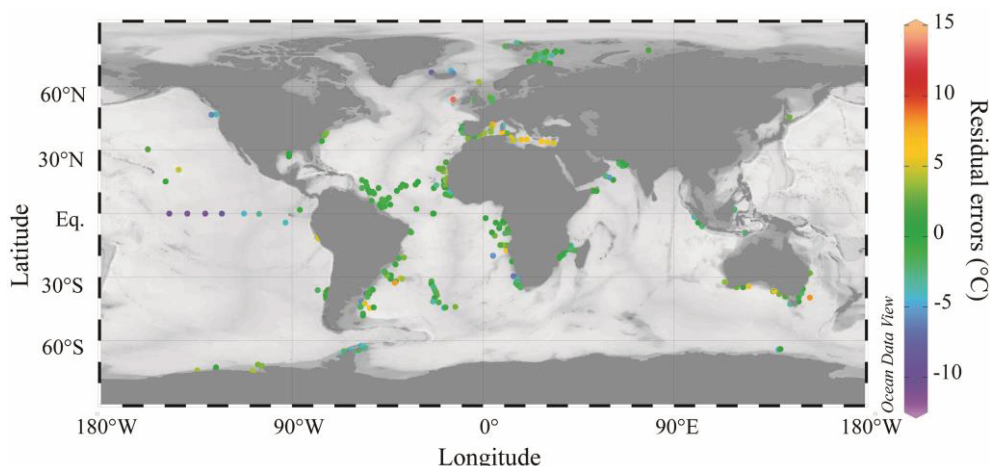 15
10
5
0
-5
-10
Residual errors (°C)
60°N
30°N
Eq.
30°S
60°S
Latitude
Ocean Data View
180°W
90°W
0°
90°E
180°W
Longitude